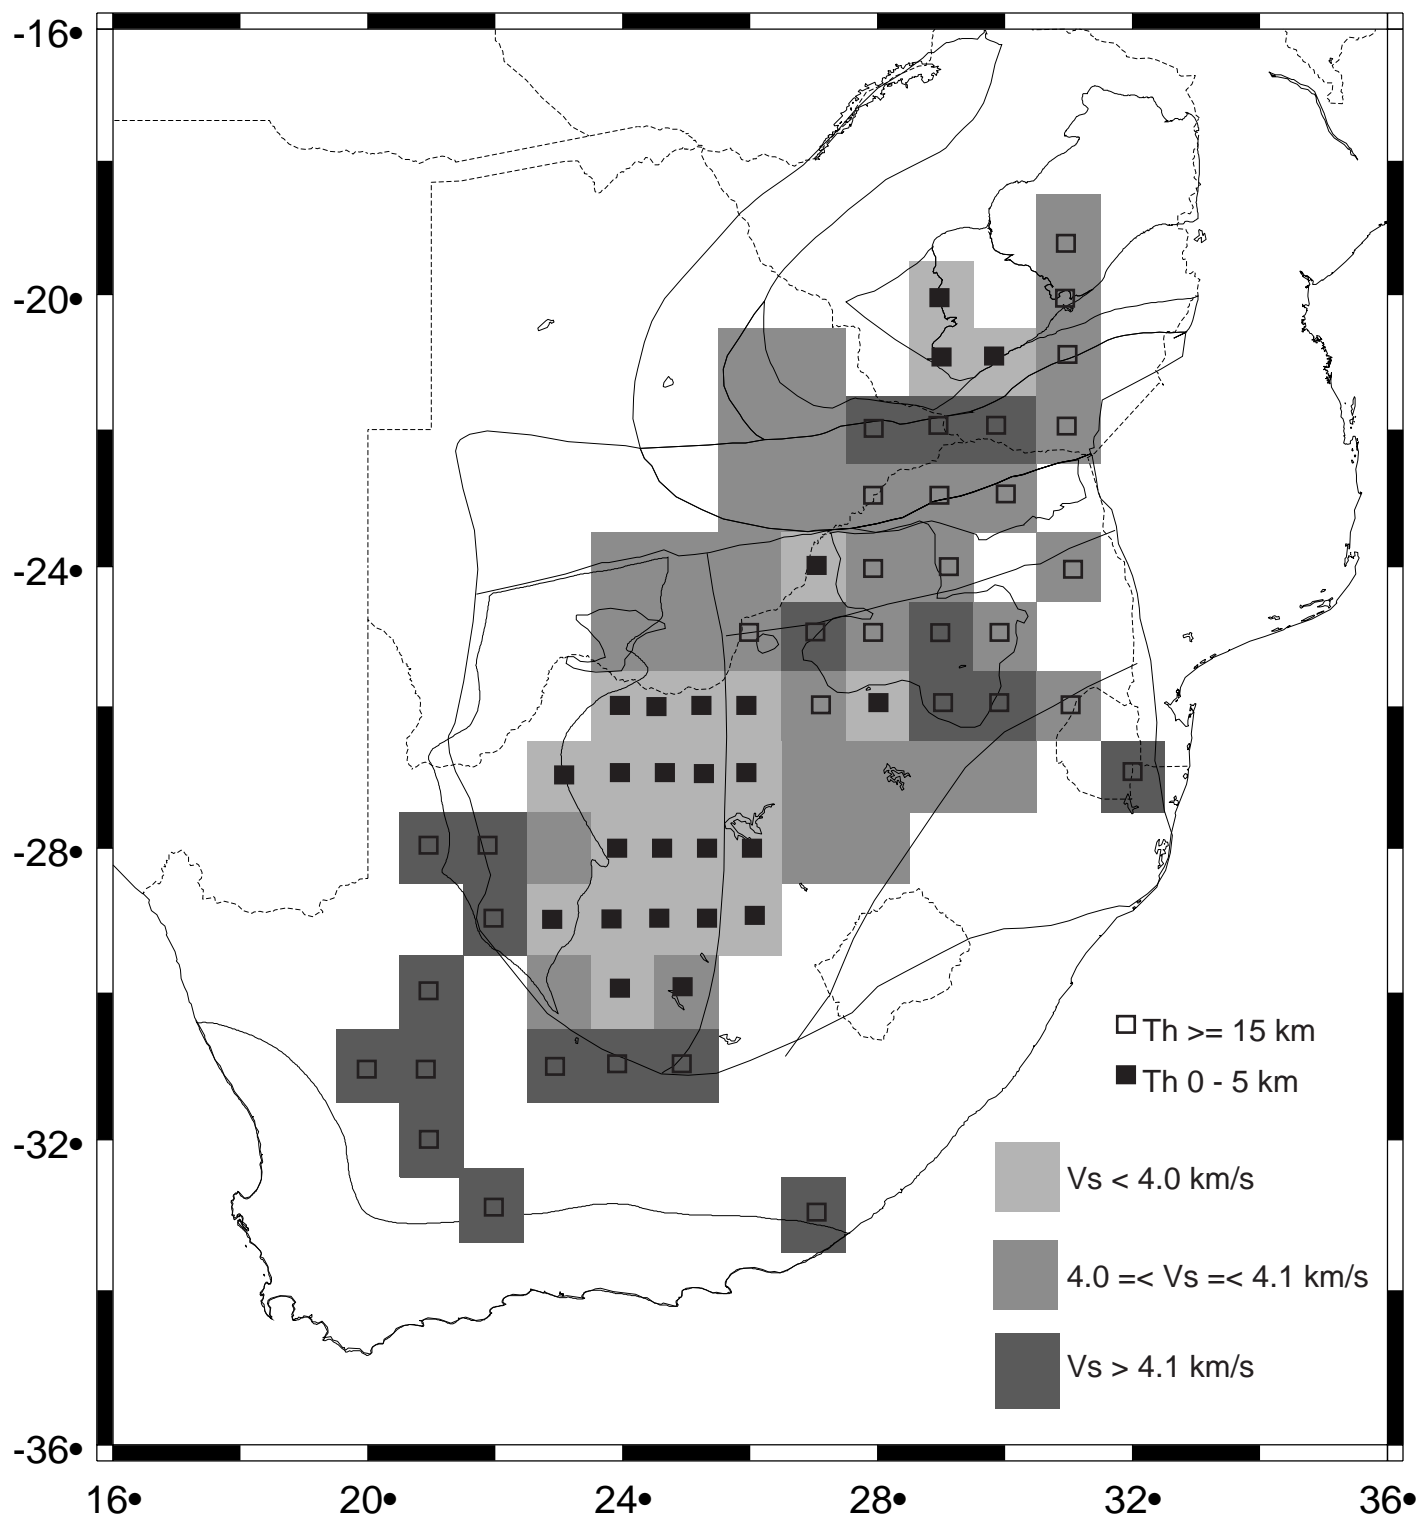 -16•
-20•
-24•
-28•
-32•
-36•
Th >= 15 km
Th 0 - 5 km
Vs < 4.0 km/s
4.0 =< Vs =< 4.1 km/s
Vs > 4.1 km/s
16• 20• 24• 28• 32• 36•